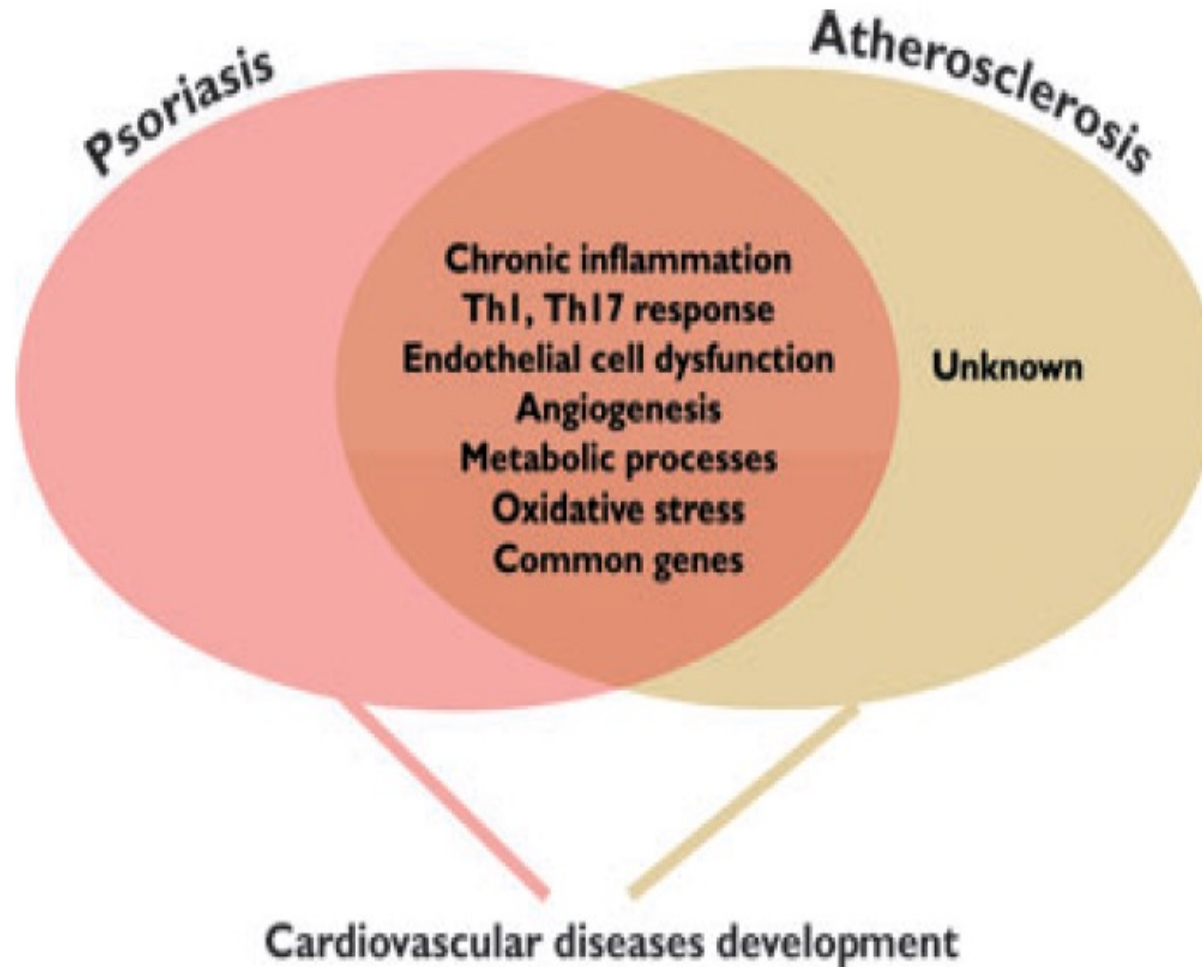 Psoriasis
Atherosclerosis
Chronic inflammation
Th1, Th17 response
Endothelial cell dysfunction
Angiogenesis
Metabolic processes
Oxidative stress
Common genes
Unknown
Cardiovascular diseases development